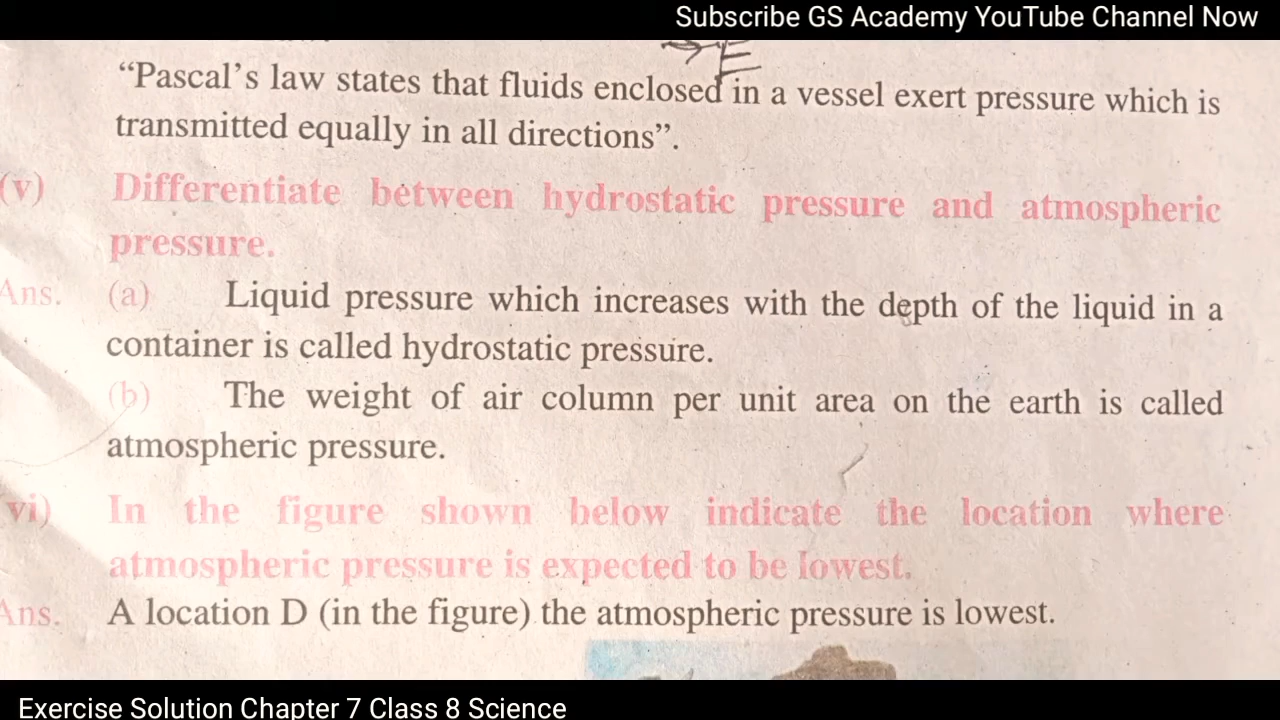 Subscribe GS Academy YouTube Channel Now
E
“Pascal’s law states that fluids enclosed in a vessel exert pressure which is
transmitted equally in all directions”.
(v) Differentiate between hydrostatic pressure and atmospheric
pressure.
Ans. (a) Liquid pressure which increases with the depth of the liquid in a
container is called hydrostatic pressure.
(b) The weight of air column per unit area on the earth is called
atmospheric pressure.
vi) In the figure shown below indicate the location where
atmospheric pressure is expected to be lowest.
Ans. A location D (in the figure) the atmospheric pressure is lowest.
Exercise Solution Chapter 7 Class 8 Science